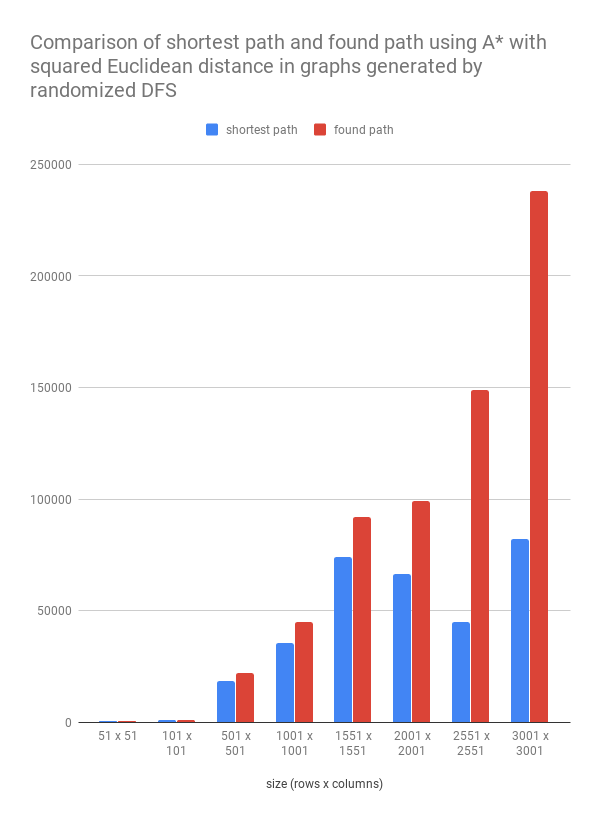 Comparison of shortest path and found path using A* with
squared Euclidean distance in graphs generated by
randomized DFS
shortest path found path
250000
200000
150000
100000
50000
0
51 x 51 101 x 501 x 1001 x 1551 x 2001 x 2551 x 3001 x
101 501 1001 1551 2001 2551 3001
size (rows x columns)